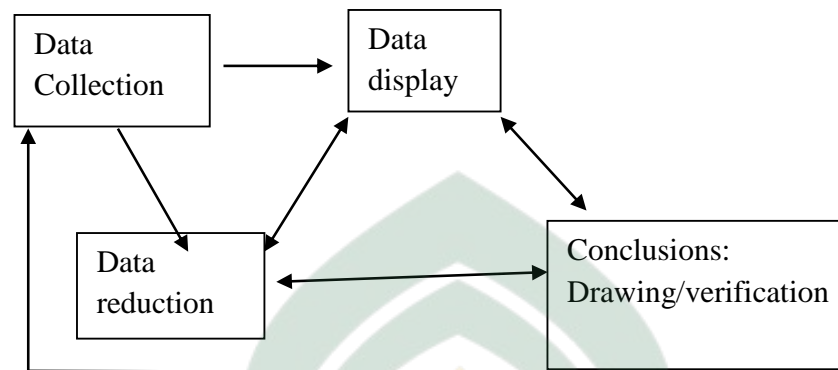 Data
Collection
Data
display
Data
reduction
Conclusions:
Drawing/verification